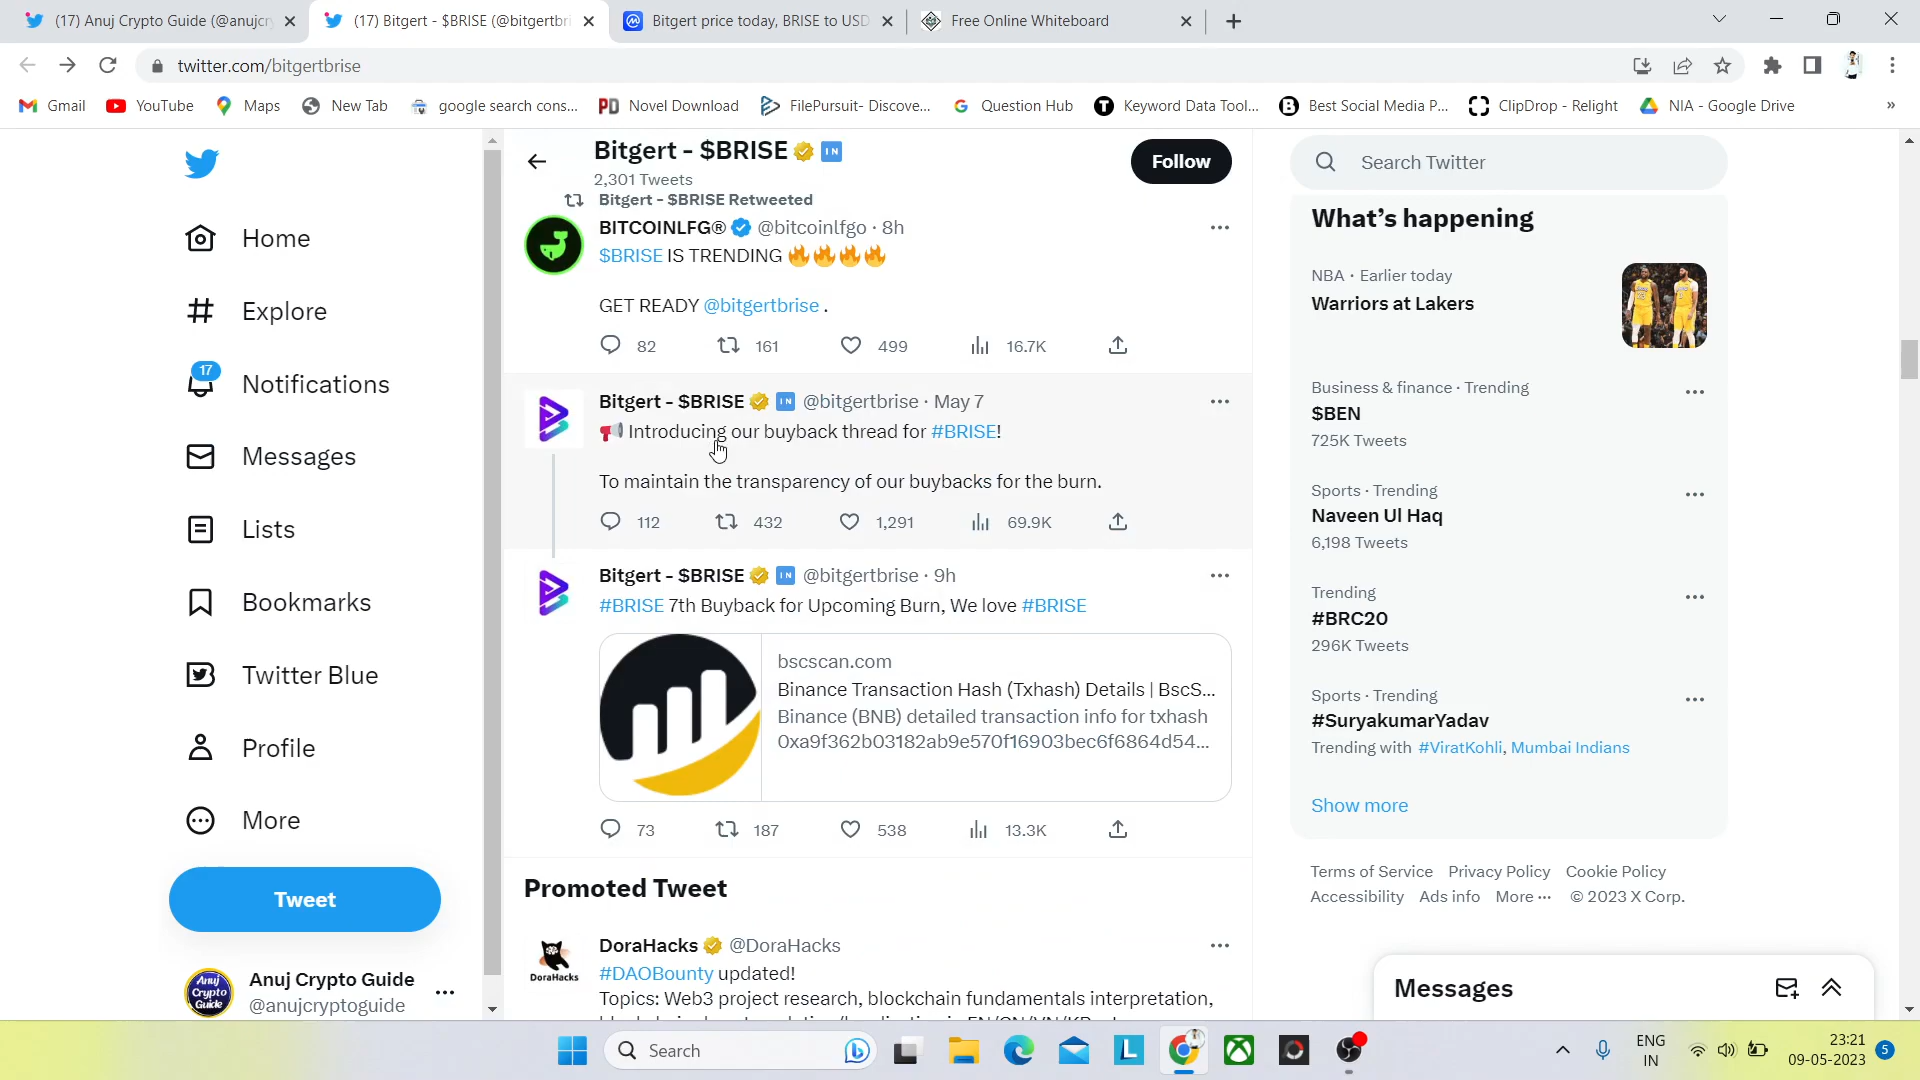 (17) Anuj Crypto Guide (@anujcr
(17) Bitgert - $BRISE (@bitgertbri
Bitgert price today, BRISE to USD
Free Online Whiteboard
twitter.com/bitgertbrise
Gmail
YouTube
Maps
New Tab
google search cons...
Novel Download
FilePursuit- Discove...
Question Hub
Keyword Data Tool...
Best Social Media P...
ClipDrop - Relight
NIA - Google Drive
»
Home
Explore
17
Notifications
Messages
Lists
Bookmarks
Twitter Blue
Profile
More
Tweet
Anuj Crypto Guide
@anujcryptoguide
Bitgert - $BRISE IN
2,301 Tweets
Follow
Bitgert - $BRISE Retweeted
BITCOINLFG® @bitcoinlfgo · 8h
$BRISE IS TRENDING 🔥🔥🔥🔥
GET READY @bitgertbrise .
82 161 499 16.7K
Bitgert - $BRISE IN @bitgertbrise · May 7
📢 Introducing our buyback thread for #BRISE!
To maintain the transparency of our buybacks for the burn.
112 432 1,291 69.9K
Bitgert - $BRISE IN @bitgertbrise · 9h
#BRISE 7th Buyback for Upcoming Burn, We love #BRISE
bscscan.com
Binance Transaction Hash (Txhash) Details | BscS...
Binance (BNB) detailed transaction info for txhash
0xa9f362b03182ab9e570f16903bec6f6864d54...
73 187 538 13.3K
Promoted Tweet
DoraHacks @DoraHacks
DoraHacks
#DAOBounty updated!
Topics: Web3 project research, blockchain fundamentals interpretation,
Search Twitter
What's happening
NBA · Earlier today
Warriors at Lakers
Business & finance · Trending
$BEN
725K Tweets
Sports · Trending
Naveen Ul Haq
6,198 Tweets
Trending
#BRC20
296K Tweets
Sports · Trending
#SuryakumarYadav
Trending with #ViratKohli, Mumbai Indians
Show more
Terms of Service Privacy Policy Cookie Policy
Accessibility Ads info More ··· © 2023 X Corp.
Messages
Search
ENG
IN
23:21
09-05-2023
5